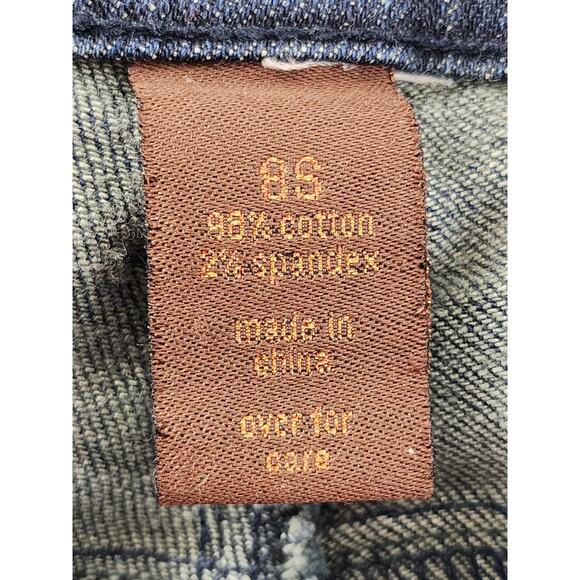 8S
98% cotton
2% spandex
made in
china
over for
care